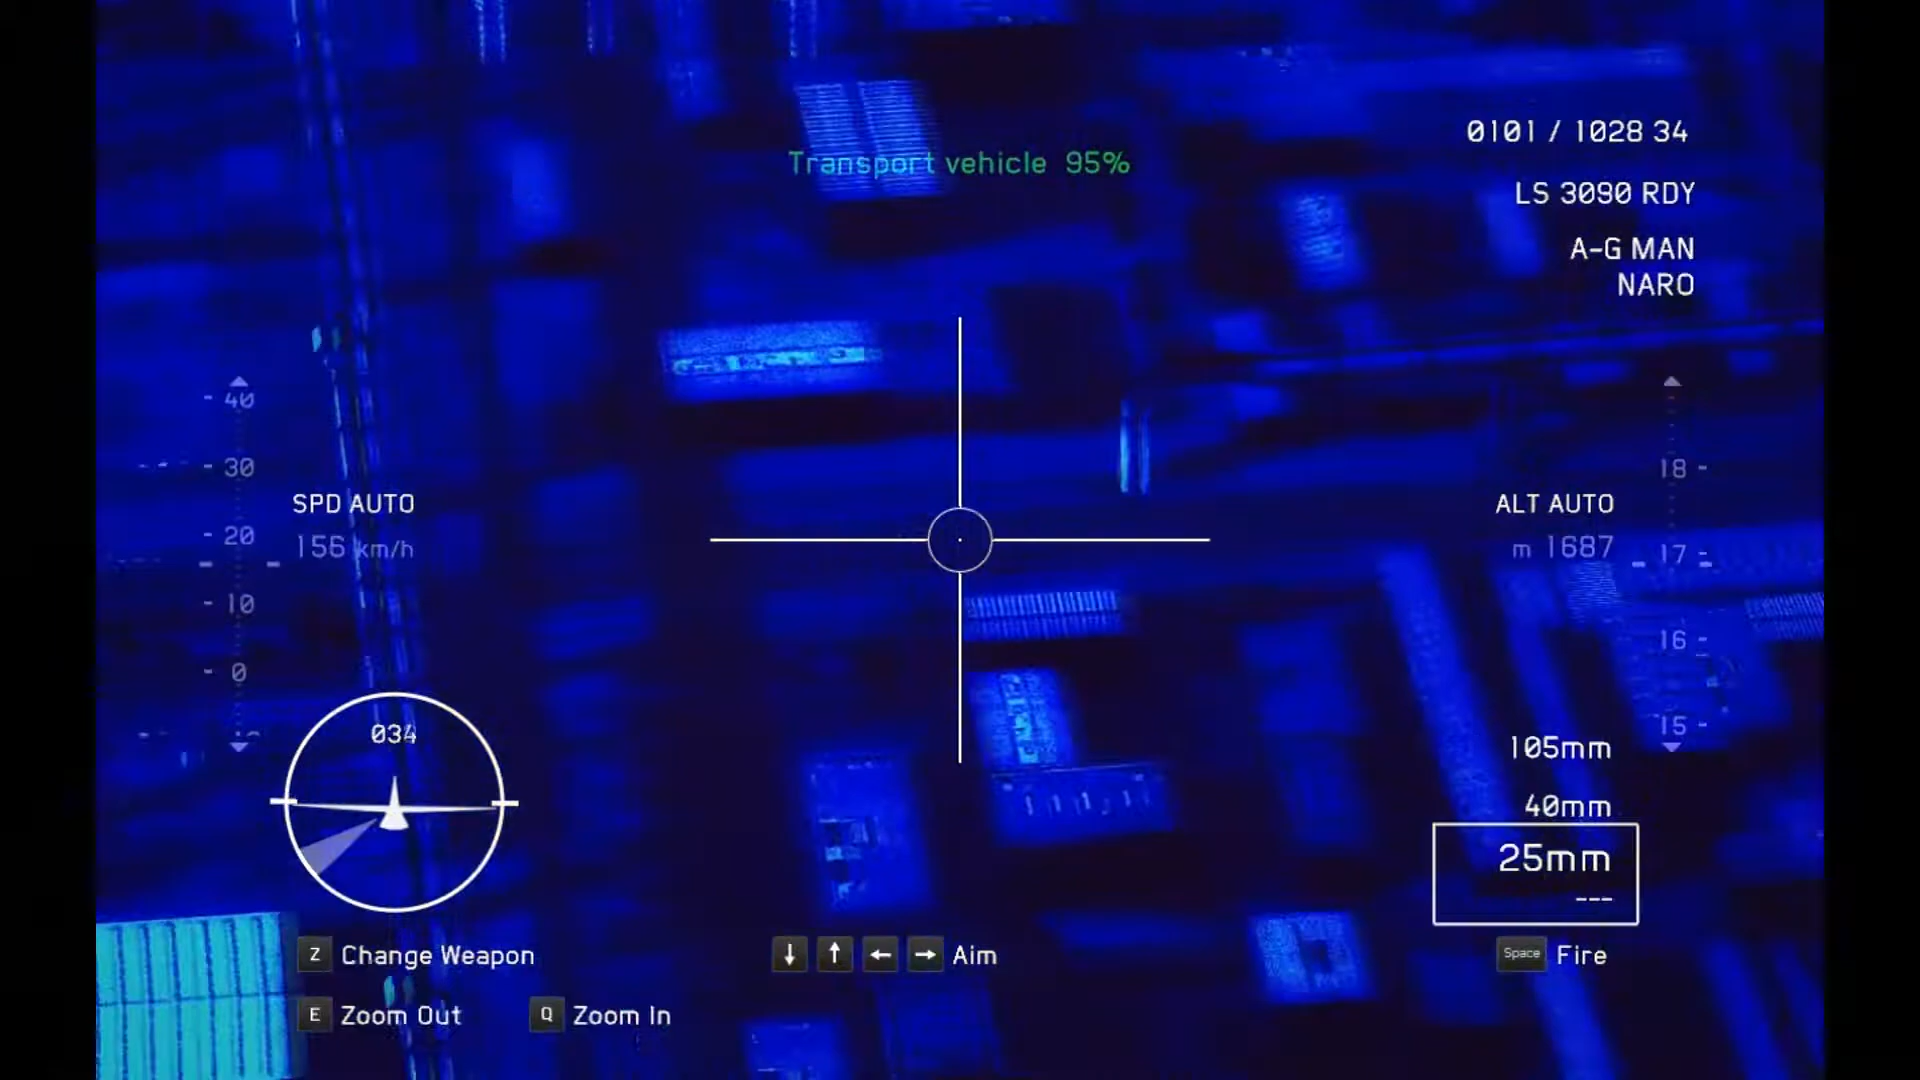 Transport vehicle 95%
0101 / 1028 34
LS 3090 RDY
A-G MAN
NARO
40
30
20
10
0
SPD AUTO
156 km/h
ALT AUTO
m 1687
18
17
16
15
034
105mm
40mm
25mm
---
Z Change Weapon
↓ ↑ ← → Aim
Space Fire
E Zoom Out
Q Zoom In